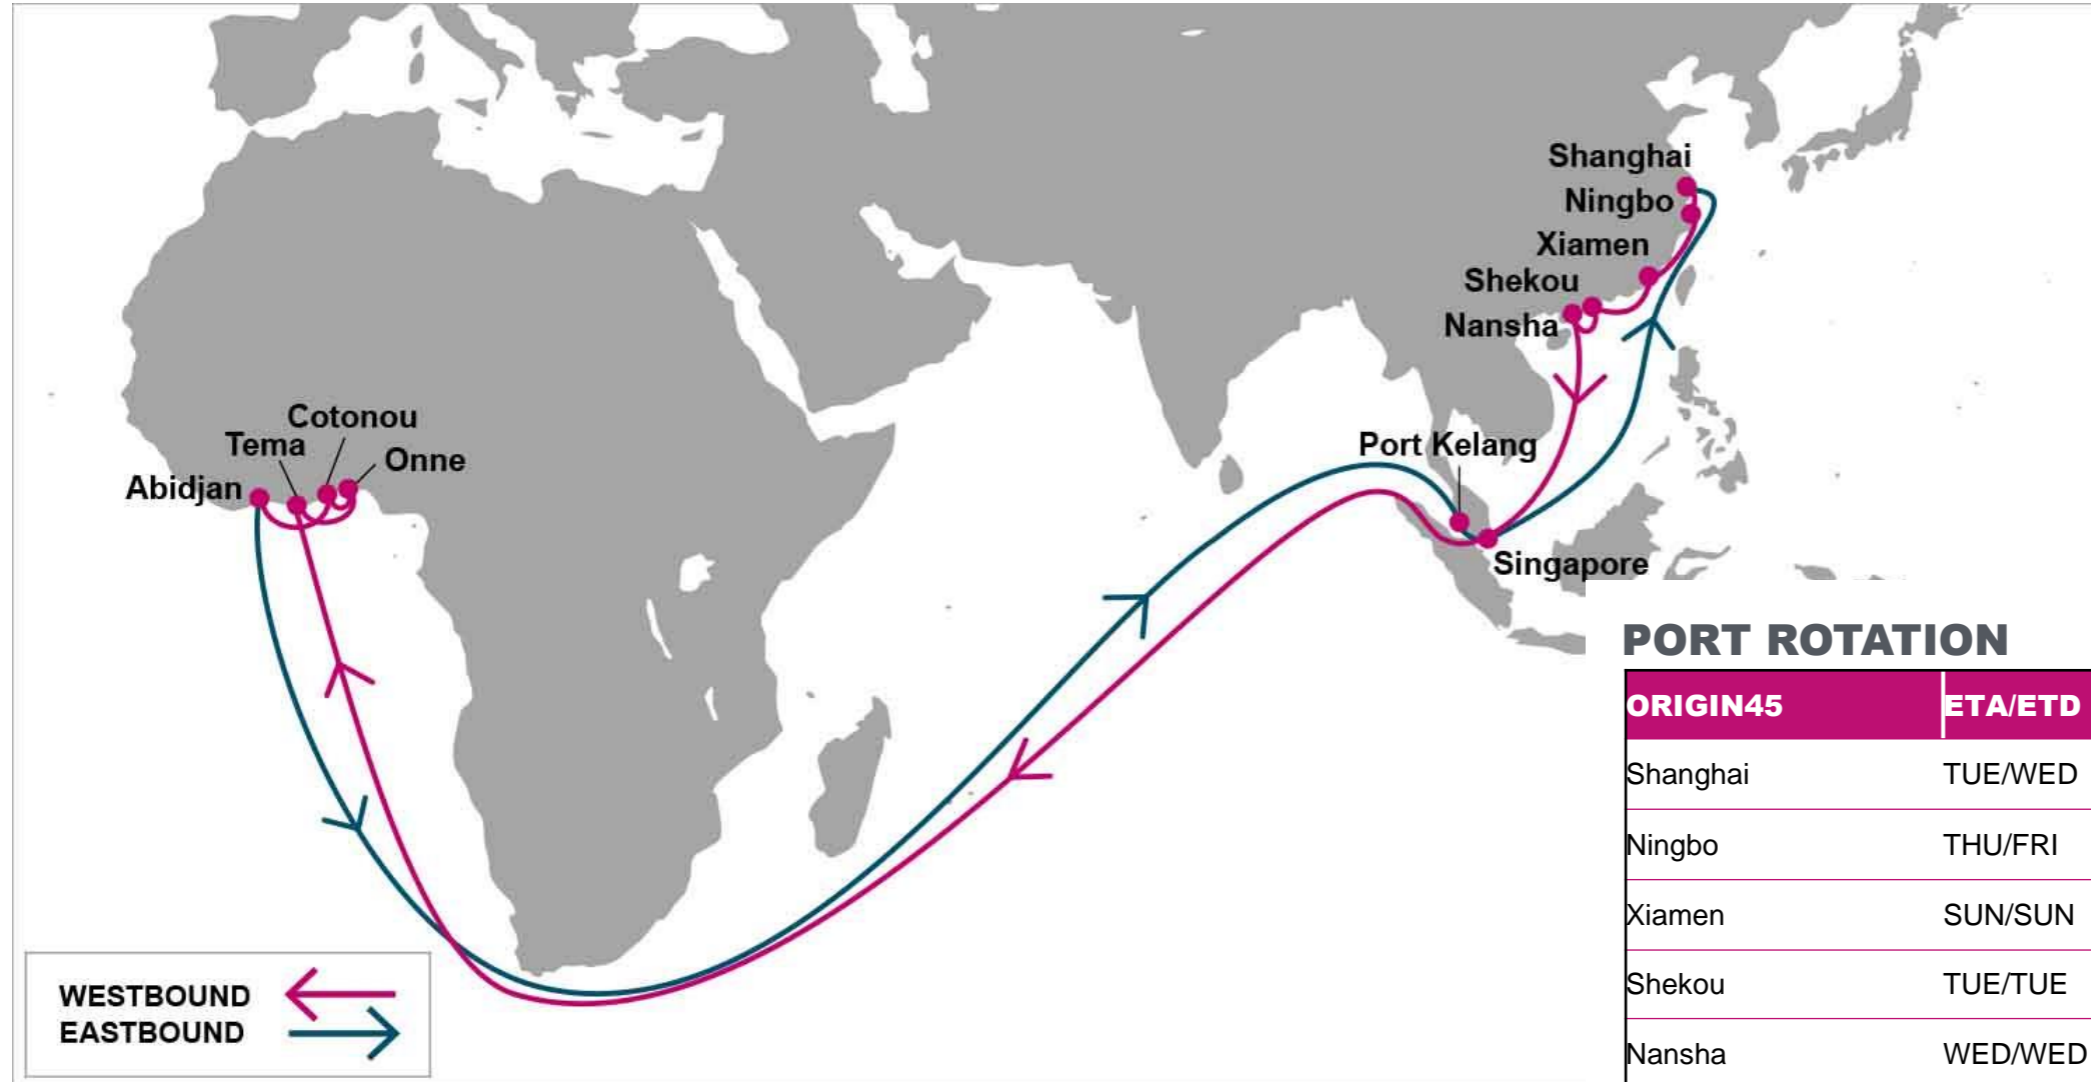 Shanghai
Ningbo
Xiamen
Shekou
Nansha
Cotonou
Tema
Onne
Abidjan
Port Kelang
Singapore
WESTBOUND
EASTBOUND
PORT ROTATION
ORIGIN45 ETA/ETD
Shanghai TUE/WED
Ningbo THU/FRI
Xiamen SUN/SUN
Shekou TUE/TUE
Nansha WED/WED